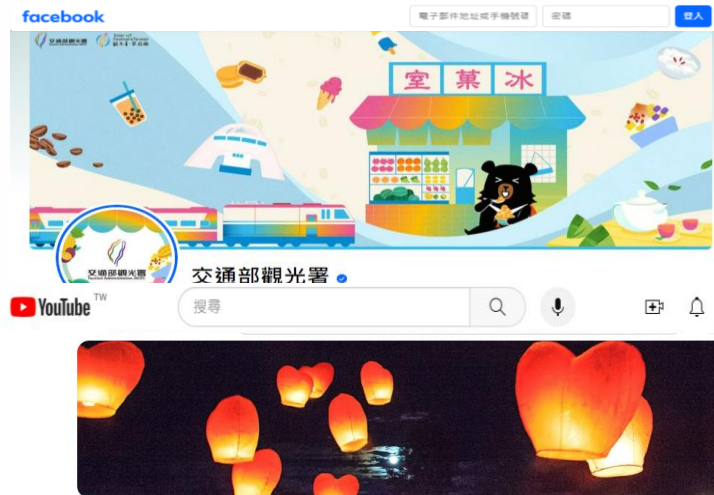 facebook
電子郵件地址或手機號碼
密碼
登入
交通部觀光署
室菓冰
交通部觀光署
交通部觀光署
YouTube TW
搜尋